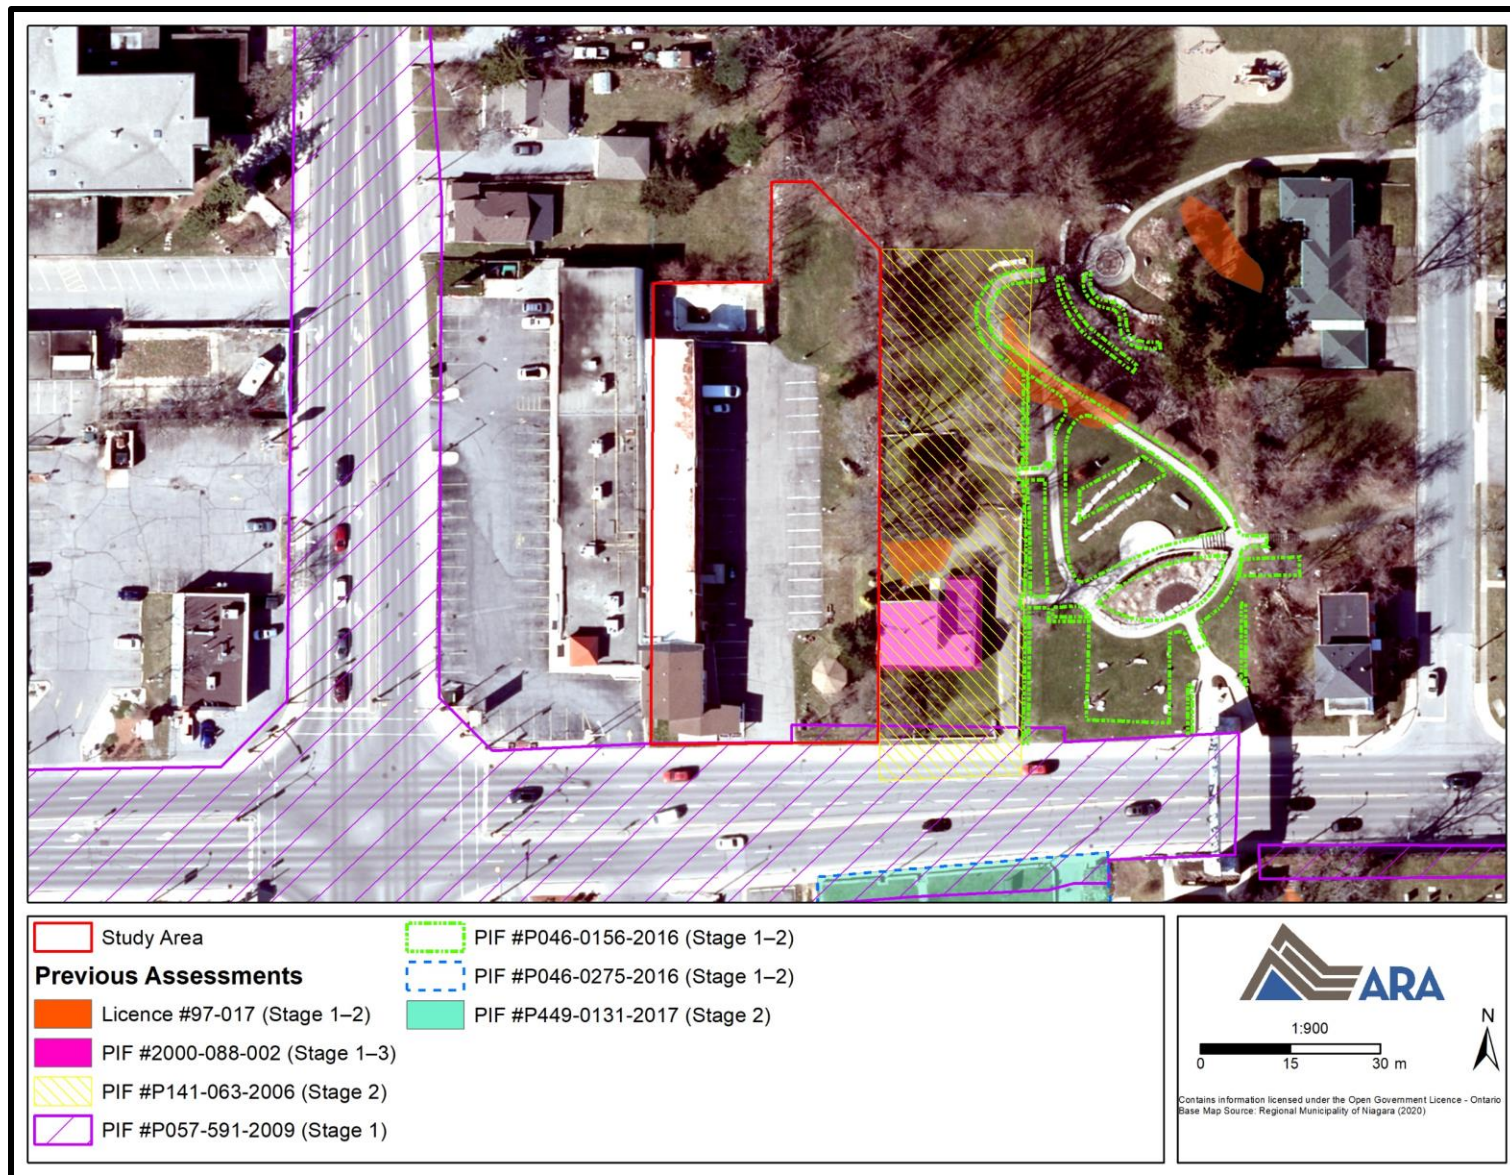 Study Area
Previous Assessments
Licence #97-017 (Stage 1–2)
PIF #2000-088-002 (Stage 1–3)
PIF #P141-063-2006 (Stage 2)
PIF #P057-591-2009 (Stage 1)
PIF #P046-0156-2016 (Stage 1–2)
PIF #P046-0275-2016 (Stage 1–2)
PIF #P449-0131-2017 (Stage 2)
ARA
1:900
0 15 30 m
N
Contains information licensed under the Open Government Licence - Ontario
Base Map Source: Regional Municipality of Niagara (2020)